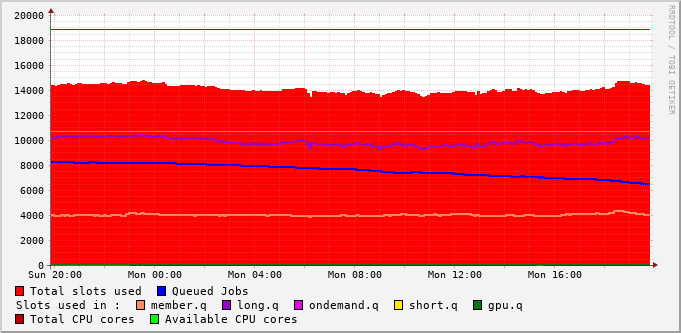 20000
18000
16000
14000
12000
10000
8000
6000
4000
2000
0
Sun 20:00 Mon 00:00 Mon 04:00 Mon 08:00 Mon 12:00 Mon 16:00
Total slots used Queued Jobs
Slots used in : member.q long.q ondemand.q short.q gpu.q
Total CPU cores Available CPU cores
RRDTOOL / TOBI OETIKER